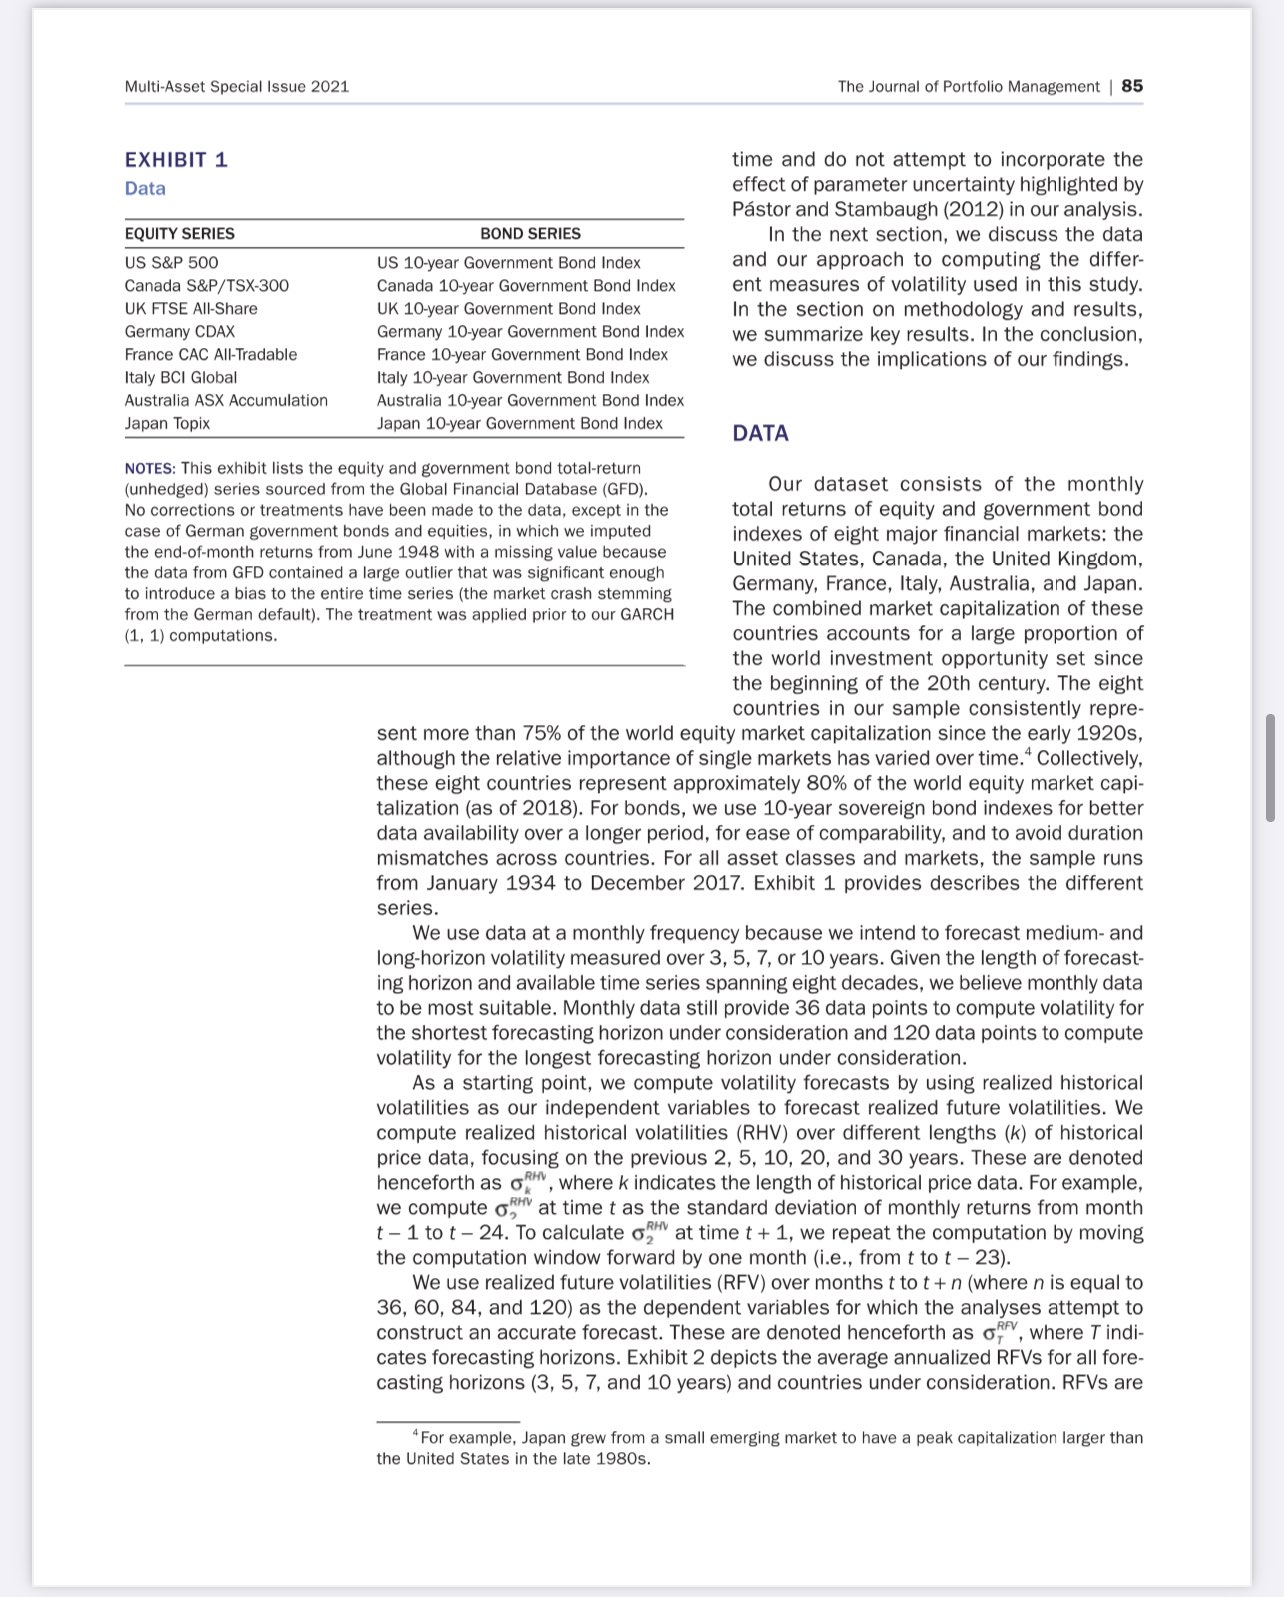 Multi-Asset Special Issue 2021
The Journal of Portfolio Management | 85
EXHIBIT 1
Data
EQUITY SERIES BOND SERIES
US S&P 500 US 10-year Government Bond Index
Canada S&P/TSX-300 Canada 10-year Government Bond Index
UK FTSE All-Share UK 10-year Government Bond Index
Germany CDAX Germany 10-year Government Bond Index
France CAC All-Tradable France 10-year Government Bond Index
Italy BCI Global Italy 10-year Government Bond Index
Australia ASX Accumulation Australia 10-year Government Bond Index
Japan Topix Japan 10-year Government Bond Index
NOTES: This exhibit lists the equity and government bond total-return
(unhedged) series sourced from the Global Financial Database (GFD).
No corrections or treatments have been made to the data, except in the
case of German government bonds and equities, in which we imputed
the end-of-month returns from June 1948 with a missing value because
the data from GFD contained a large outlier that was significant enough
to introduce a bias to the entire time series (the market crash stemming
from the German default). The treatment was applied prior to our GARCH
(1, 1) computations.
time and do not attempt to incorporate the
effect of parameter uncertainty highlighted by
Pástor and Stambaugh (2012) in our analysis.
In the next section, we discuss the data
and our approach to computing the differ-
ent measures of volatility used in this study.
In the section on methodology and results,
we summarize key results. In the conclusion,
we discuss the implications of our findings.
DATA
Our dataset consists of the monthly
total returns of equity and government bond
indexes of eight major financial markets: the
United States, Canada, the United Kingdom,
Germany, France, Italy, Australia, and Japan.
The combined market capitalization of these
countries accounts for a large proportion of
the world investment opportunity set since
the beginning of the 20th century. The eight
countries in our sample consistently repre-
sent more than 75% of the world equity market capitalization since the early 1920s,
although the relative importance of single markets has varied over time.⁴ Collectively,
these eight countries represent approximately 80% of the world equity market capi-
talization (as of 2018). For bonds, we use 10-year sovereign bond indexes for better
data availability over a longer period, for ease of comparability, and to avoid duration
mismatches across countries. For all asset classes and markets, the sample runs
from January 1934 to December 2017. Exhibit 1 provides describes the different
series.
We use data at a monthly frequency because we intend to forecast medium- and
long-horizon volatility measured over 3, 5, 7, or 10 years. Given the length of forecast-
ing horizon and available time series spanning eight decades, we believe monthly data
to be most suitable. Monthly data still provide 36 data points to compute volatility for
the shortest forecasting horizon under consideration and 120 data points to compute
volatility for the longest forecasting horizon under consideration.
As a starting point, we compute volatility forecasts by using realized historical
volatilities as our independent variables to forecast realized future volatilities. We
compute realized historical volatilities (RHV) over different lengths (k) of historical
price data, focusing on the previous 2, 5, 10, 20, and 30 years. These are denoted
henceforth as σ_k^RHV, where k indicates the length of historical price data. For example,
we compute σ_2^RHV at time t as the standard deviation of monthly returns from month
t – 1 to t – 24. To calculate σ_2^RHV at time t + 1, we repeat the computation by moving
the computation window forward by one month (i.e., from t to t – 23).
We use realized future volatilities (RFV) over months t to t + n (where n is equal to
36, 60, 84, and 120) as the dependent variables for which the analyses attempt to
construct an accurate forecast. These are denoted henceforth as σ_T^RFV, where T indi-
cates forecasting horizons. Exhibit 2 depicts the average annualized RFVs for all fore-
casting horizons (3, 5, 7, and 10 years) and countries under consideration. RFVs are
⁴ For example, Japan grew from a small emerging market to have a peak capitalization larger than
the United States in the late 1980s.